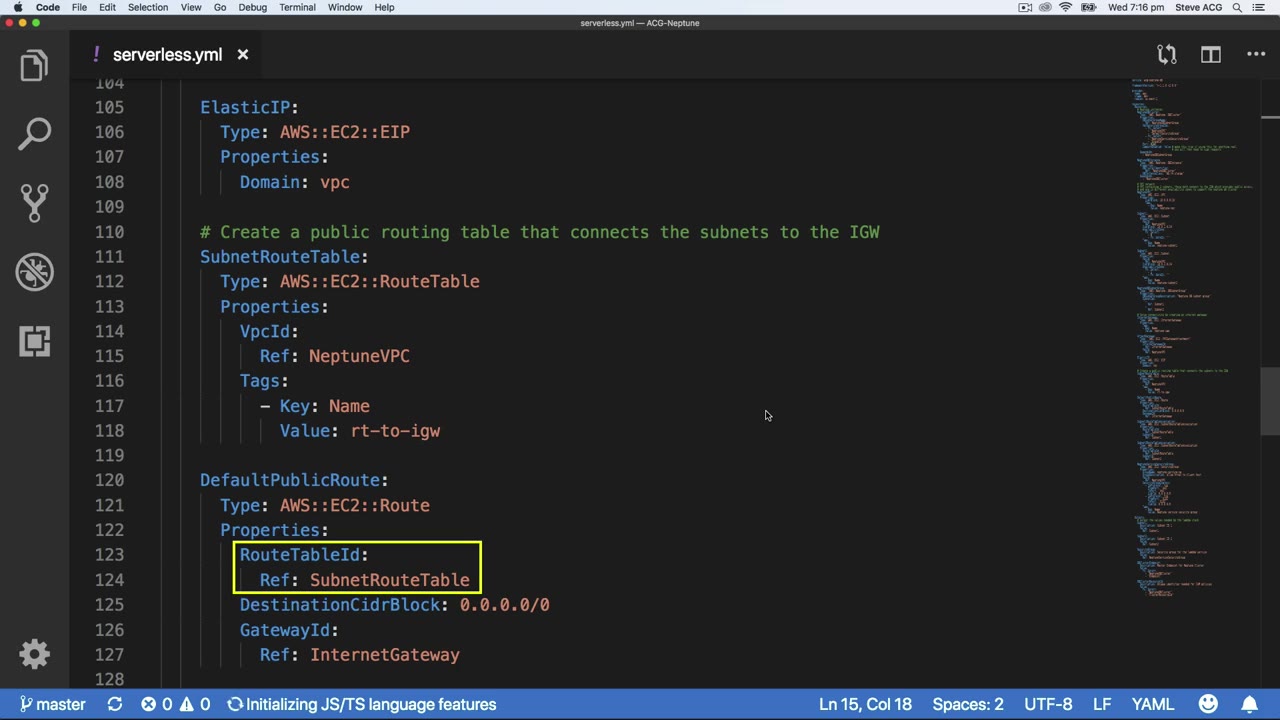 Code File Edit Selection View Go Debug Terminal Window Help Wed 7:16 pm Steve ACG
serverless.yml — ACG-Neptune
! serverless.yml ×
104
105 ElasticIP:
106 Type: AWS::EC2::EIP
107 Properties:
108 Domain: vpc
109
110 # Create a public routing table that connects the subnets to the IGW
111 SubnetRouteTable:
112 Type: AWS::EC2::RouteTable
113 Properties:
114 VpcId:
115 Ref: NeptuneVPC
116 Tags:
117 - Key: Name
118 Value: rt-to-igw
119
120 DefaultPublicRoute:
121 Type: AWS::EC2::Route
122 Properties:
123 RouteTableId:
124 Ref: SubnetRouteTable
125 DestinationCidrBlock: 0.0.0.0/0
126 GatewayId:
127 Ref: InternetGateway
128
master 0 0 Initializing JS/TS language features Ln 15, Col 18 Spaces: 2 UTF-8 LF YAML